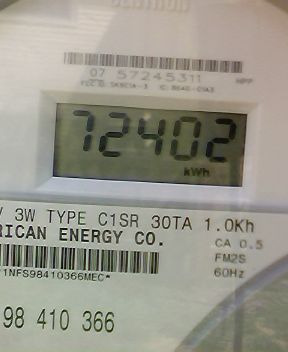 CENTRON
07 57245311
72402
kWh
V 3W TYPE C1SR 30TA 1.0Kh
RICAN ENERGY CO.
CA 0.5
FM2S
60Hz
1NFS98410366MEC*
98 410 366